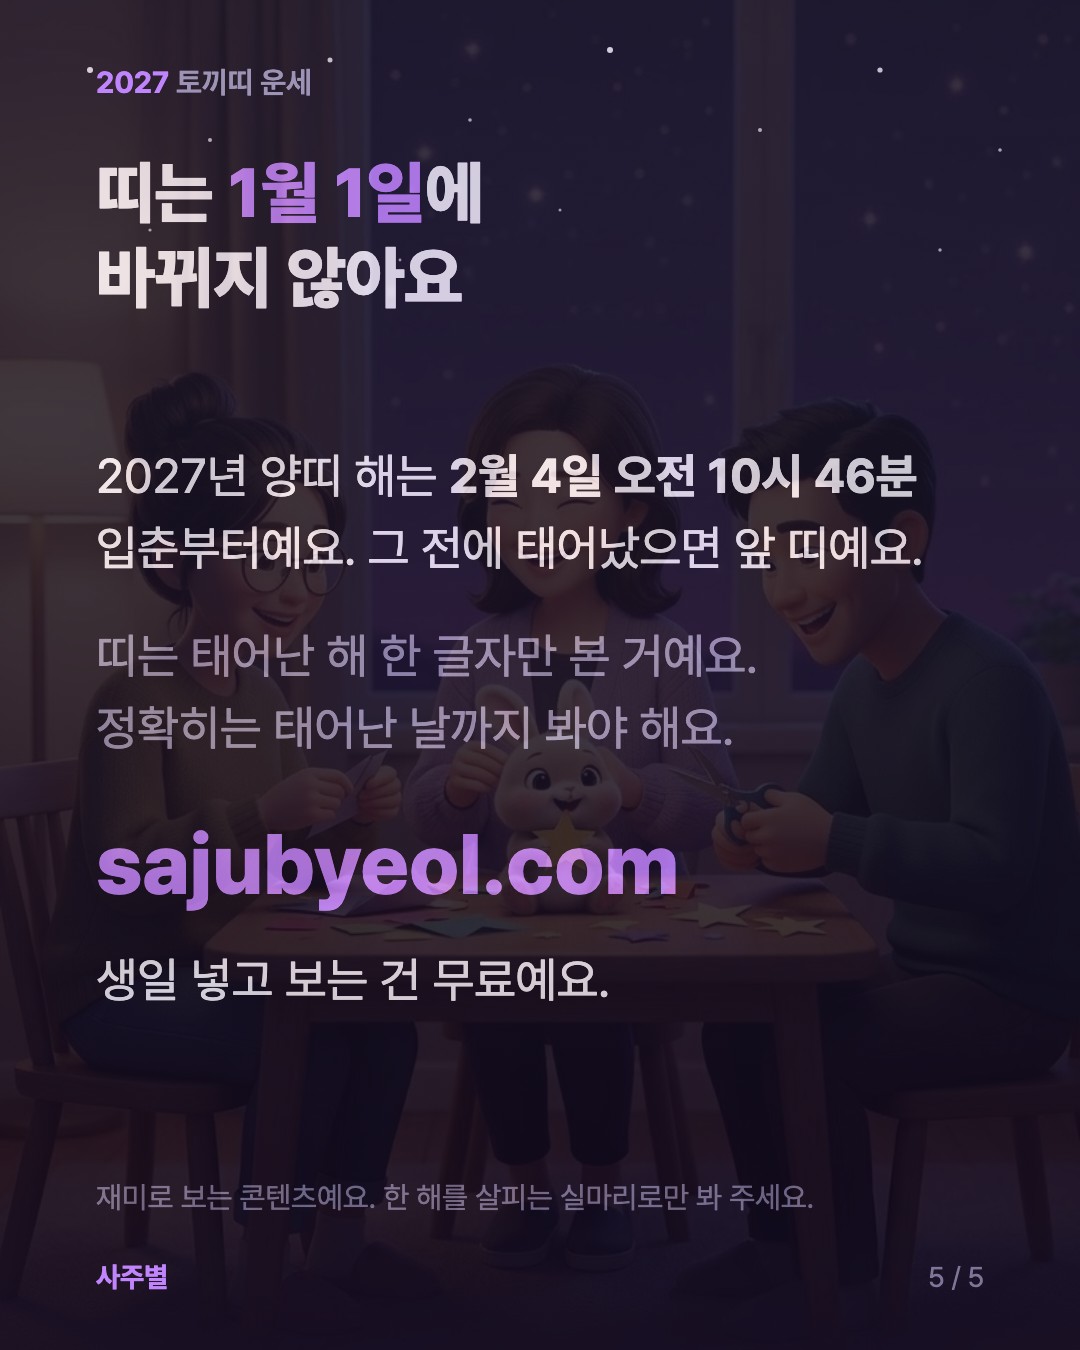 2027 토끼띠 운세
띠는 1월 1일에
바뀌지 않아요
2027년 양띠 해는 2월 4일 오전 10시 46분
입춘부터예요. 그 전에 태어났으면 앞 띠예요.
띠는 태어난 해 한 글자만 본 거예요.
정확히는 태어난 날까지 봐야 해요.
sajubyeol.com
생일 넣고 보는 건 무료예요.
재미로 보는 콘텐츠예요. 한 해를 살피는 실마리로만 봐 주세요.
사주별
5 / 5